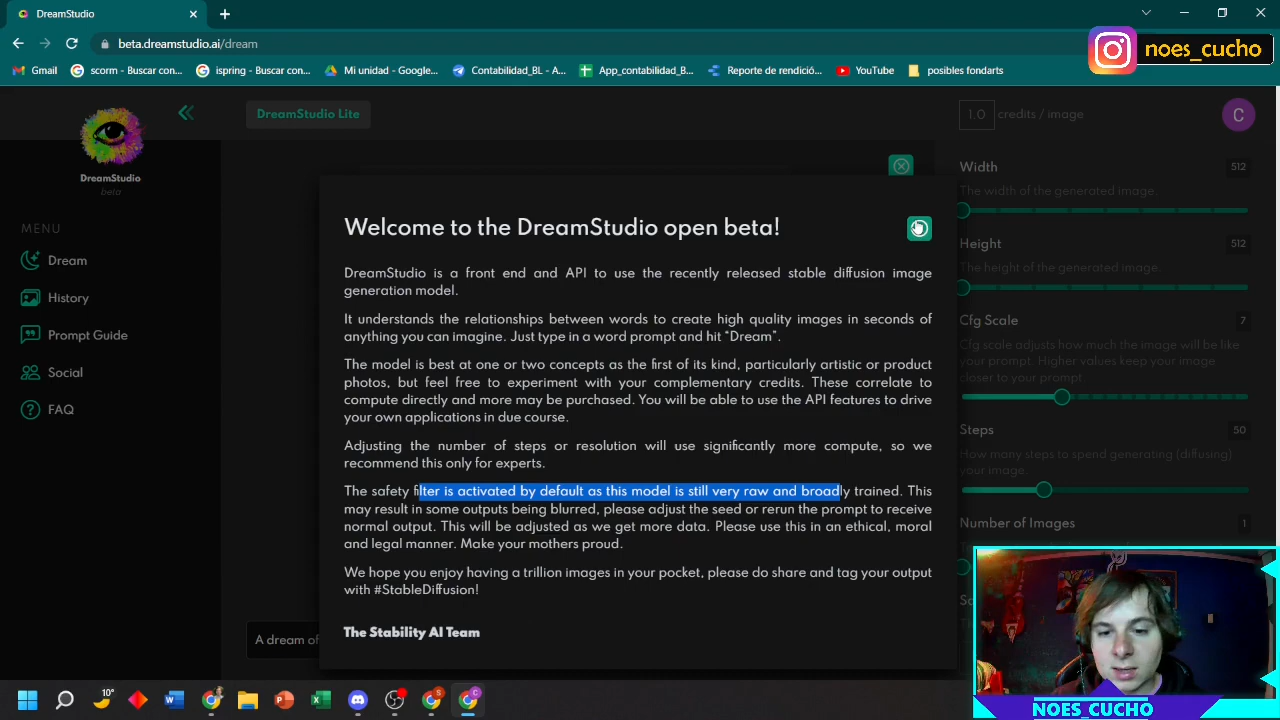 DreamStudio
beta.dreamstudio.ai/dream
noes_cucho
Gmail
scorm - Buscar con...
ispring - Buscar con...
Mi unidad - Google...
Contabilidad_BL - A...
App_contabilidad_B...
Reporte de rendició...
YouTube
posibles fondarts
DreamStudio
beta
DreamStudio Lite
1.0 credits / image
C
MENU
Dream
History
Prompt Guide
Social
FAQ
Welcome to the DreamStudio open beta!
DreamStudio is a front end and API to use the recently released stable diffusion image
generation model.
It understands the relationships between words to create high quality images in seconds of
anything you can imagine. Just type in a word prompt and hit “Dream”.
The model is best at one or two concepts as the first of its kind, particularly artistic or product
photos, but feel free to experiment with your complementary credits. These correlate to
compute directly and more may be purchased. You will be able to use the API features to drive
your own applications in due course.
Adjusting the number of steps or resolution will use significantly more compute, so we
recommend this only for experts.
The safety filter is activated by default as this model is still very raw and broadly trained. This
may result in some outputs being blurred, please adjust the seed or rerun the prompt to receive
normal output. This will be adjusted as we get more data. Please use this in an ethical, moral
and legal manner. Make your mothers proud.
We hope you enjoy having a trillion images in your pocket, please do share and tag your output
with #StableDiffusion!
The Stability AI Team
A dream of
Width
512
The width of the generated image.
Height
512
The height of the generated image.
Cfg Scale
7
Cfg scale adjusts how much the image will be like
your prompt. Higher values keep your image
closer to your prompt
Steps
50
How many steps to spend generating (diffusing)
your image.
Number of Images
1
10°
NOES_CUCHO